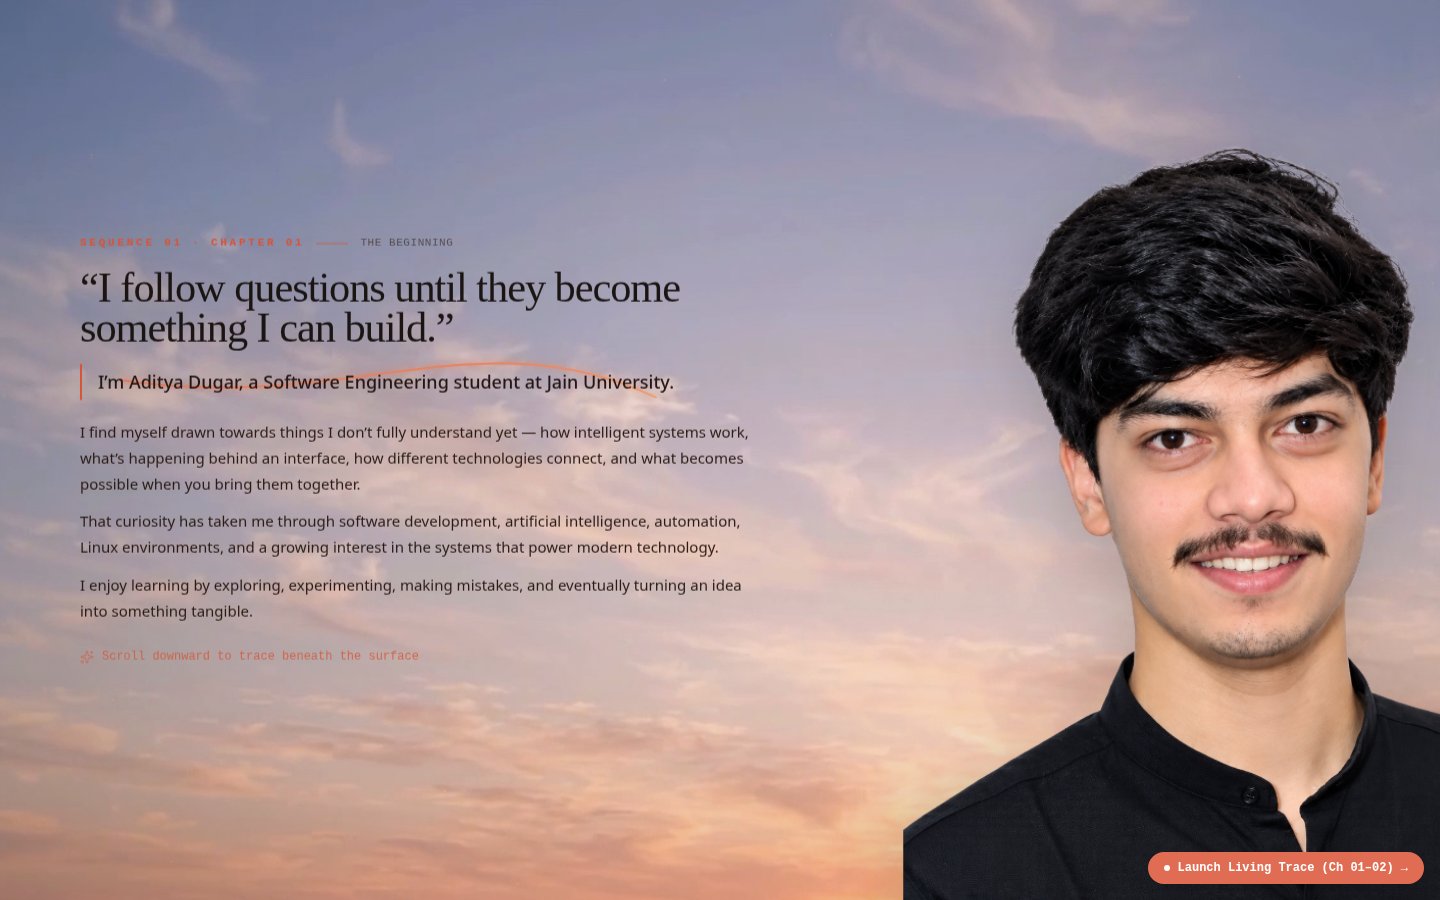 SEQUENCE 01 · CHAPTER 01 THE BEGINNING
“I follow questions until they become
something I can build.”
I’m Aditya Dugar, a Software Engineering student at Jain University.
I find myself drawn towards things I don’t fully understand yet — how intelligent systems work,
what’s happening behind an interface, how different technologies connect, and what becomes
possible when you bring them together.
That curiosity has taken me through software development, artificial intelligence, automation,
Linux environments, and a growing interest in the systems that power modern technology.
I enjoy learning by exploring, experimenting, making mistakes, and eventually turning an idea
into something tangible.
Scroll downward to trace beneath the surface
Launch Living Trace (Ch 01–02) →